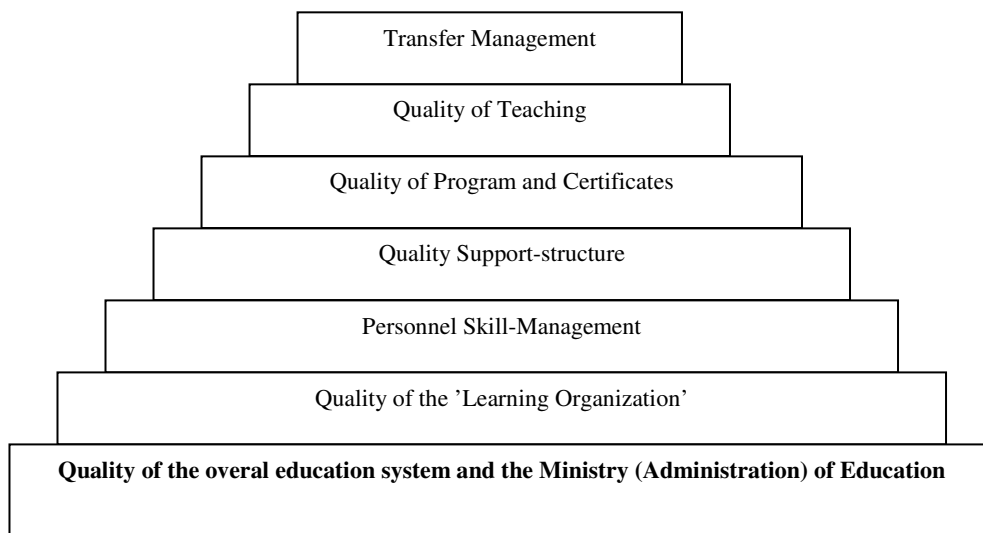 Transfer Management
Quality of Teaching
Quality of Program and Certificates
Quality Support-structure
Personnel Skill-Management
Quality of the ’Learning Organization’
Quality of the overal education system and the Ministry (Administration) of Education